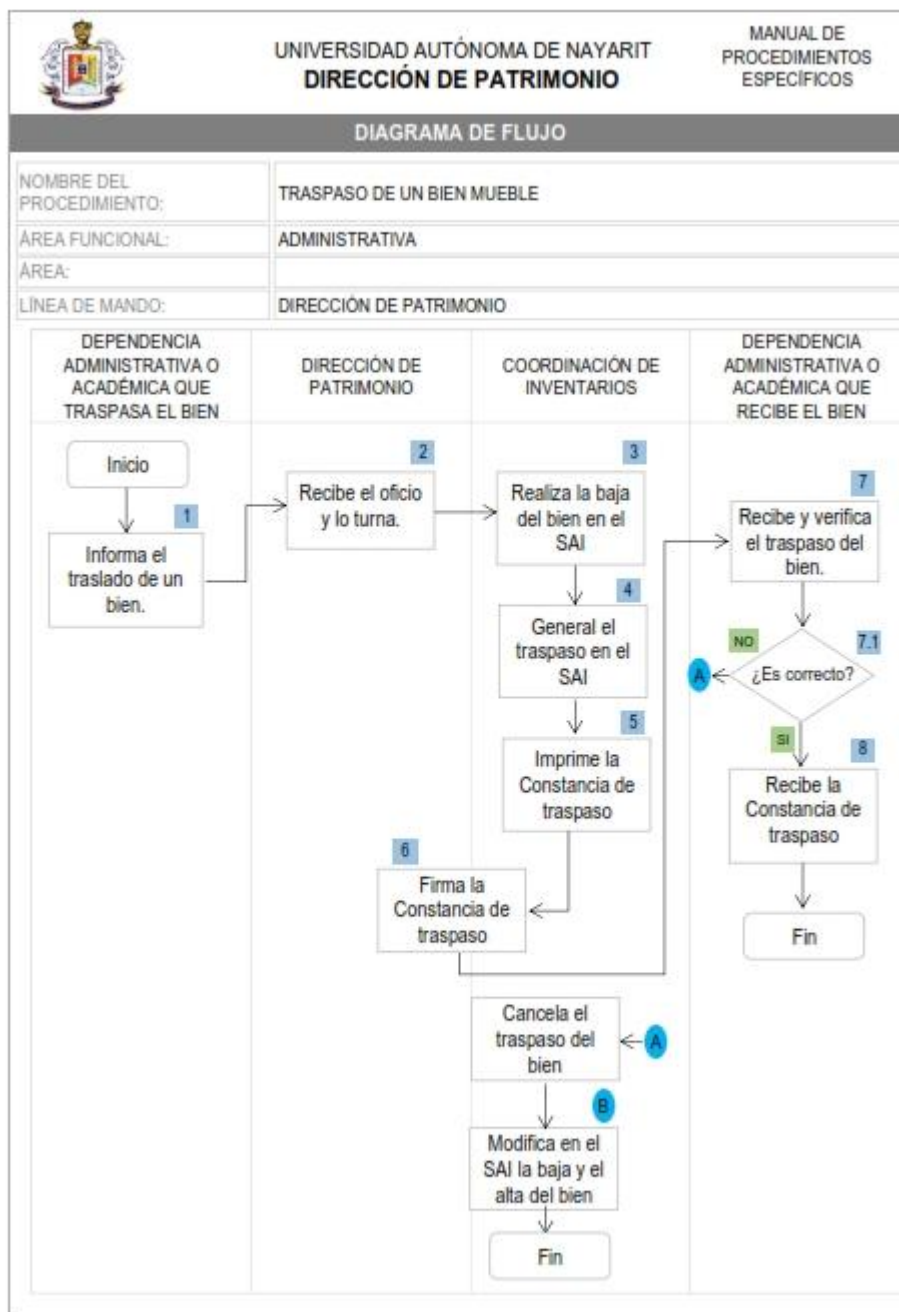 UNIVERSIDAD AUTÓNOMA DE NAYARIT
DIRECCIÓN DE PATRIMONIO
MANUAL DE
PROCEDIMIENTOS
ESPECÍFICOS
DIAGRAMA DE FLUJO
NOMBRE DEL
PROCEDIMIENTO:
TRASPASO DE UN BIEN MUEBLE
ÁREA FUNCIONAL:
ADMINISTRATIVA
ÁREA:
LÍNEA DE MANDO:
DIRECCIÓN DE PATRIMONIO
DEPENDENCIA
ADMINISTRATIVA O
ACADÉMICA QUE
TRASPASA EL BIEN
DIRECCIÓN DE
PATRIMONIO
COORDINACIÓN DE
INVENTARIOS
DEPENDENCIA
ADMINISTRATIVA O
ACADÉMICA QUE
RECIBE EL BIEN
Inicio
1
Informa el
traslado de un
bien.
2
Recibe el oficio
y lo turna.
3
Realiza la baja
del bien en el
SAI
4
General el
traspaso en el
SAI
5
Imprime la
Constancia de
traspaso
6
Firma la
Constancia de
traspaso
7
Recibe y verifica
el traspaso del
bien.
NO
7.1
A
¿Es correcto?
SI
8
Recibe la
Constancia de
traspaso
Fin
Cancela el
traspaso del
bien
A
B
Modifica en el
SAI la baja y el
alta del bien
Fin